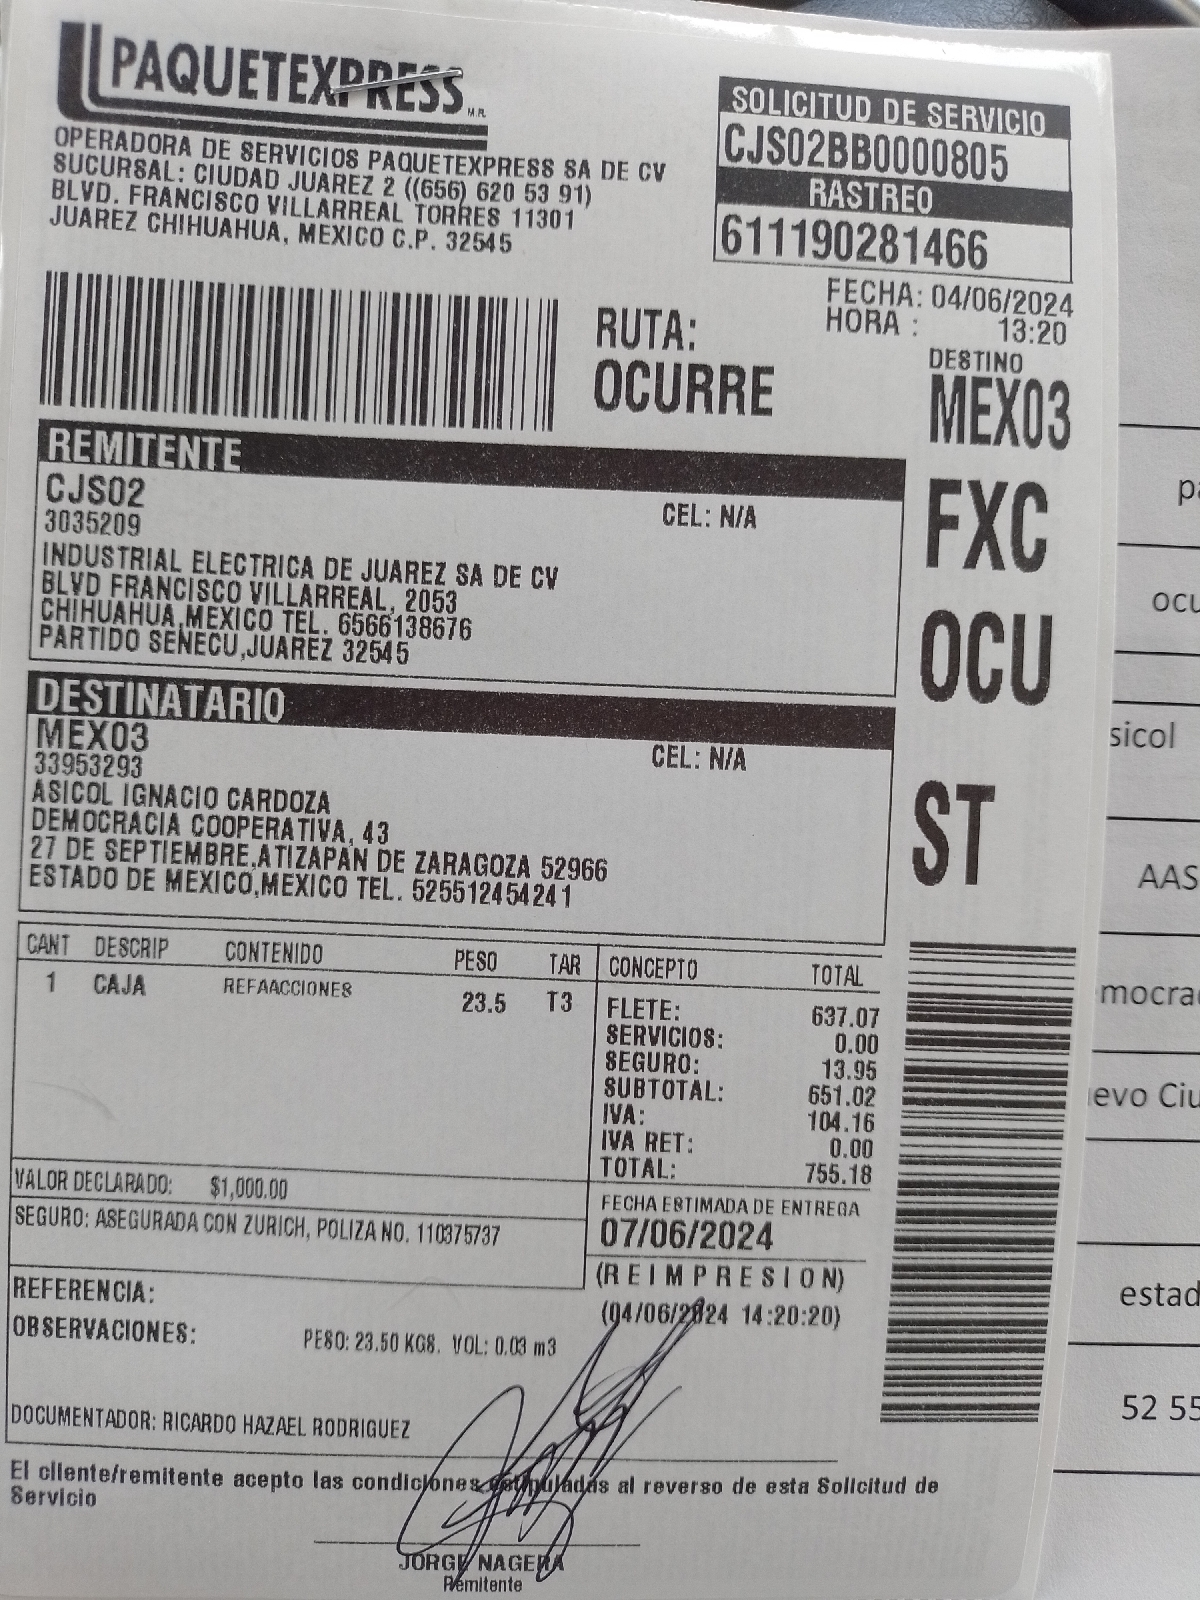 PAQUETEXPRESS M.R.
OPERADORA DE SERVICIOS PAQUETEXPRESS SA DE CV
SUCURSAL: CIUDAD JUAREZ 2 ((656) 620 53 91)
BLVD. FRANCISCO VILLARREAL TORRES 11301
JUAREZ CHIHUAHUA, MEXICO C.P. 32545
SOLICITUD DE SERVICIO
CJS02BB0000805
RASTREO
611190281466
FECHA: 04/06/2024
HORA : 13:20
RUTA:
OCURRE
DESTINO
MEX03
FXC
OCU
ST
REMITENTE
CJS02
3035209
CEL: N/A
INDUSTRIAL ELECTRICA DE JUAREZ SA DE CV
BLVD FRANCISCO VILLARREAL, 2053
CHIHUAHUA,MEXICO TEL. 6566138676
PARTIDO SENECU,JUAREZ 32545
DESTINATARIO
MEX03
33953293
CEL: N/A
ASICOL IGNACIO CARDOZA
DEMOCRACIA COOPERATIVA, 43
27 DE SEPTIEMBRE,ATIZAPAN DE ZARAGOZA 52966
ESTADO DE MEXICO,MEXICO TEL. 525512454241
CANT DESCRIP CONTENIDO PESO TAR
1 CAJA REFAACCIONES 23.5 T3
CONCEPTO TOTAL
FLETE: 637.07
SERVICIOS: 0.00
SEGURO: 13.95
SUBTOTAL: 651.02
IVA: 104.16
IVA RET: 0.00
TOTAL: 755.18
VALOR DECLARADO: $1,000.00
SEGURO: ASEGURADA CON ZURICH, POLIZA NO. 110375737
FECHA ESTIMADA DE ENTREGA
07/06/2024
(REIMPRESION)
(04/06/2024 14:20:20)
REFERENCIA:
OBSERVACIONES: PESO: 23.50 KGS. VOL: 0.03 m3
DOCUMENTADOR: RICARDO HAZAEL RODRIGUEZ
El cliente/remitente acepto las condiciones estipuladas al reverso de esta Solicitud de
Servicio
JORGE NAGERA
Remitente
pa
ocu
sicol
AAS
mocra
evo Ciu
estad
52 55